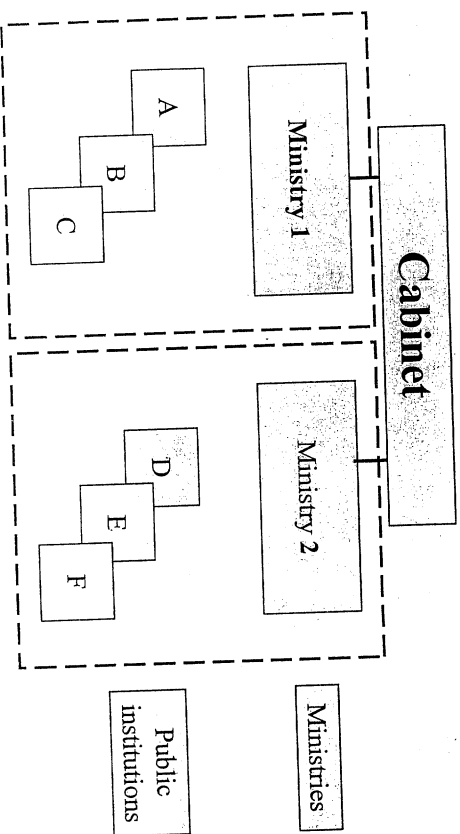 Cabinet
Ministry 1
Ministry 2
Ministries
A
B
C
D
E
F
Public
institutions